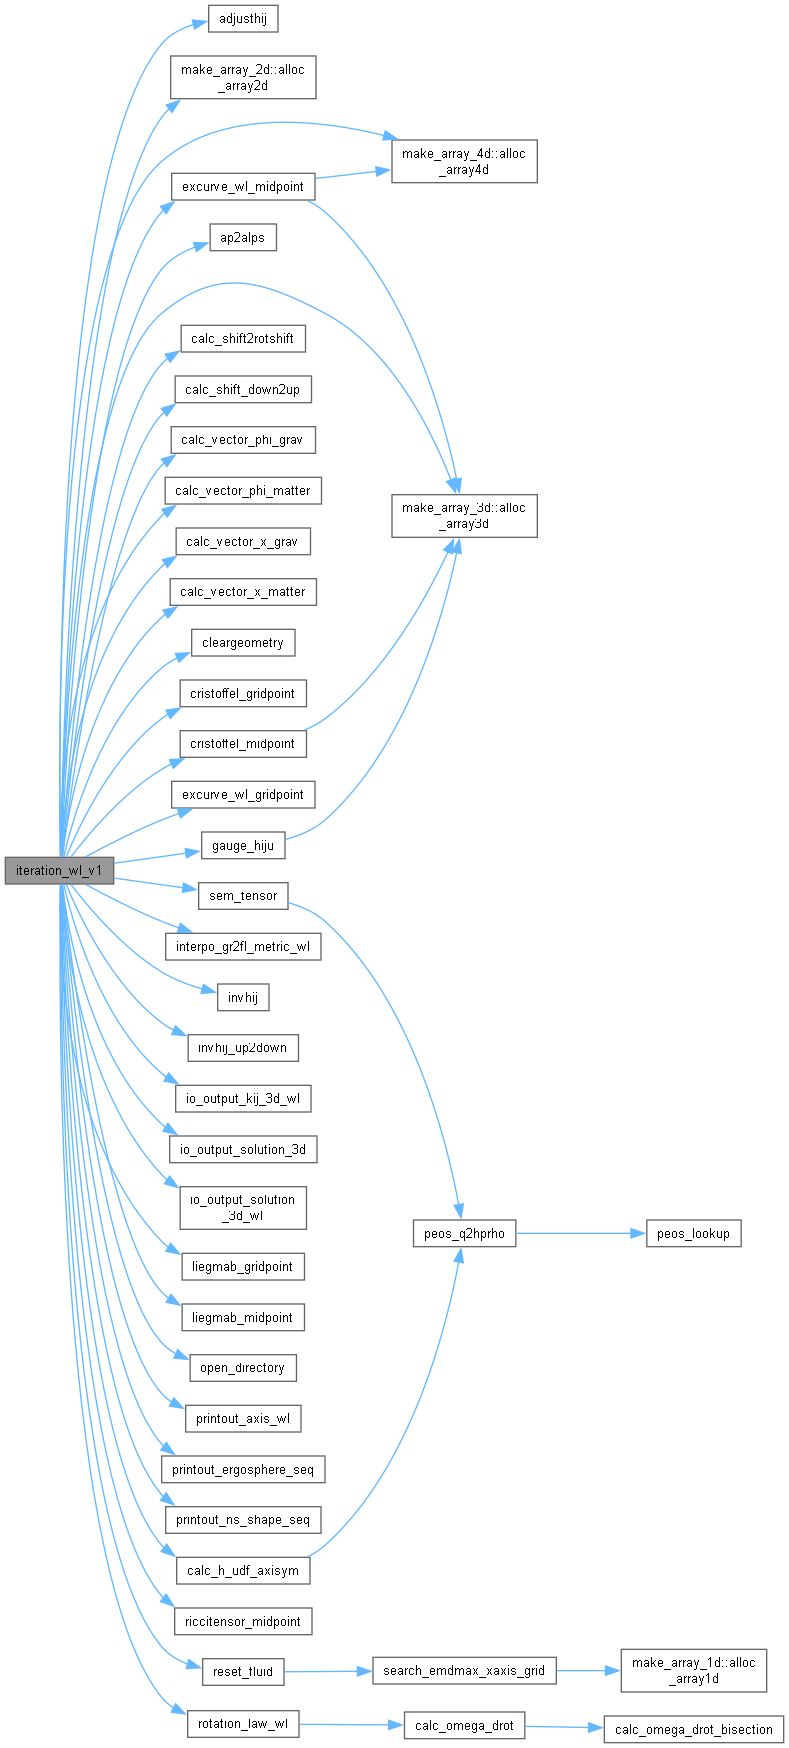 adjusthij
make_array_2d::alloc
_array2d
make_array_4d::alloc
_array4d
excurve_wl_midpoint
ap2alps
calc_shift2rotshift
calc_shift_down2up
calc_vector_phi_grav
calc_vector_phi_matter
make_array_3d::alloc
_array3d
calc_vector_x_grav
calc_vector_x_matter
cleargeometry
cristoffel_gridpoint
cristoffel_midpoint
excurve_wl_gridpoint
gauge_hiju
iteration_wl_v1
sem_tensor
interpo_gr2fl_metric_wl
invhij
invhij_up2down
io_output_kij_3d_wl
io_output_solution_3d
io_output_solution
_3d_wl
peos_q2hprho
peos_lookup
liegmab_gridpoint
liegmab_midpoint
open_directory
printout_axis_wl
printout_ergosphere_seq
printout_ns_shape_seq
calc_h_udf_axisym
riccitensor_midpoint
reset_fluid
search_emdmax_xaxis_grid
make_array_1d::alloc
_array1d
rotation_law_wl
calc_omega_drot
calc_omega_drot_bisection